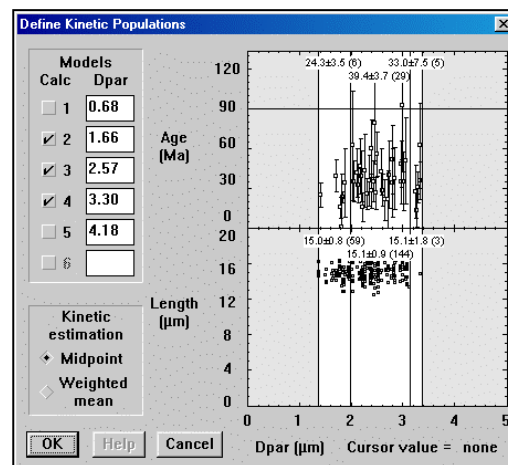 Define Kinetic Populations
Models
Calc Dpar
1 0.68
2 1.66
3 2.57
4 3.30
5 4.18
6
Kinetic
estimation
Midpoint
Weighted
mean
OK Help Cancel
Age
(Ma)
120
90
60
30
0
24.3±3.5 (6) 33.0±7.5 (5)
39.4±3.7 (29)
Length
(µm)
20
16
12
8
4
0
15.0±0.8 (59) 15.1±1.8 (3)
15.1±0.9 (144)
0 1 2 3 4 5
Dpar (µm) Cursor value = none